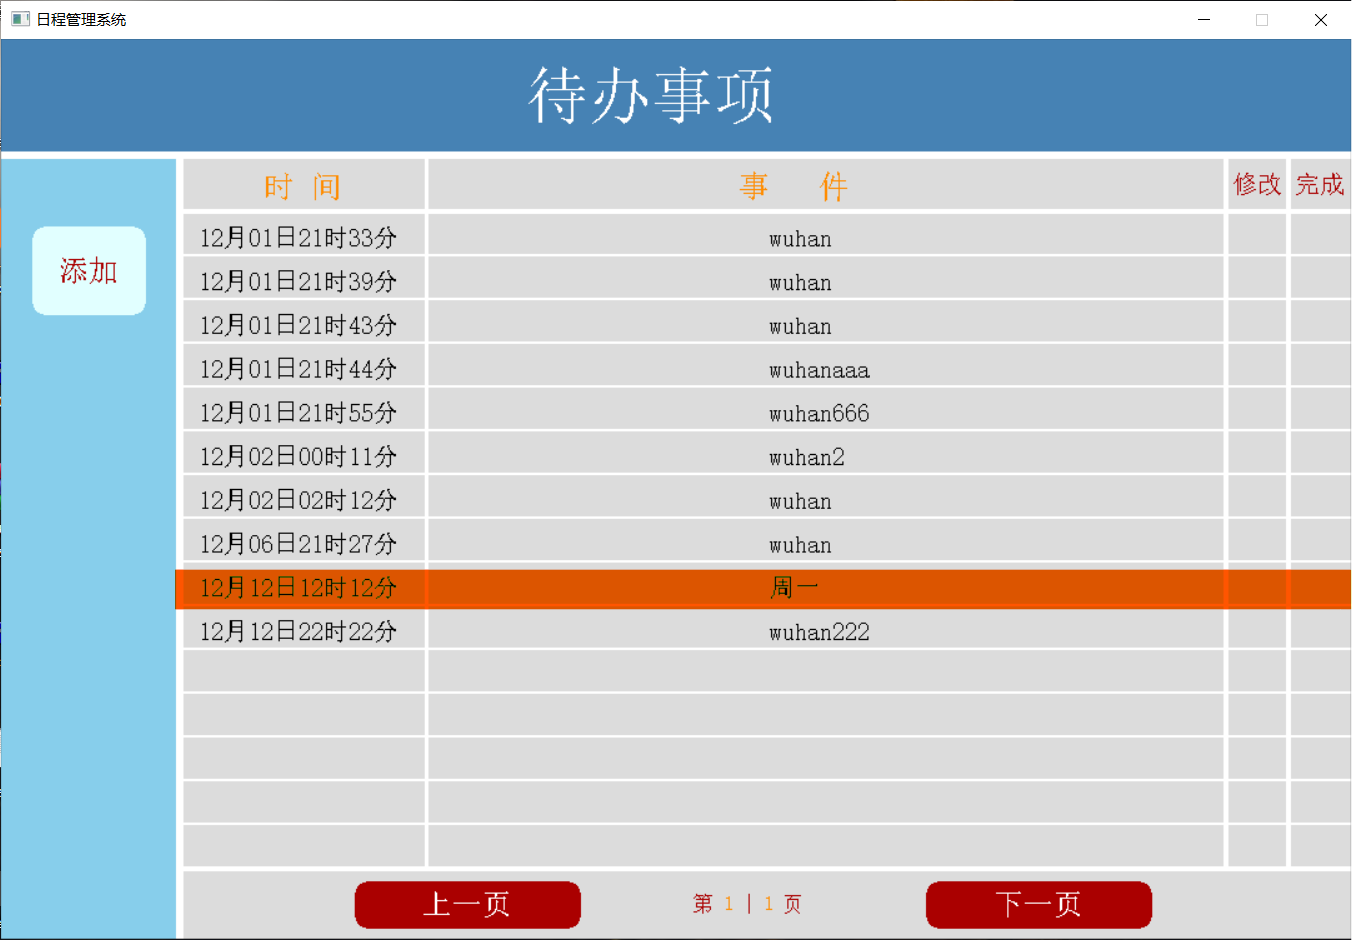 日程管理系统
待办事项
时 间 事 件 修改 完成
添加
12月01日21时33分 wuhan
12月01日21时39分 wuhan
12月01日21时43分 wuhan
12月01日21时44分 wuhanaaa
12月01日21时55分 wuhan666
12月02日00时11分 wuhan2
12月02日02时12分 wuhan
12月06日21时27分 wuhan
12月12日12时12分 周一
12月12日22时22分 wuhan222
上一页 第 1 | 1 页 下一页